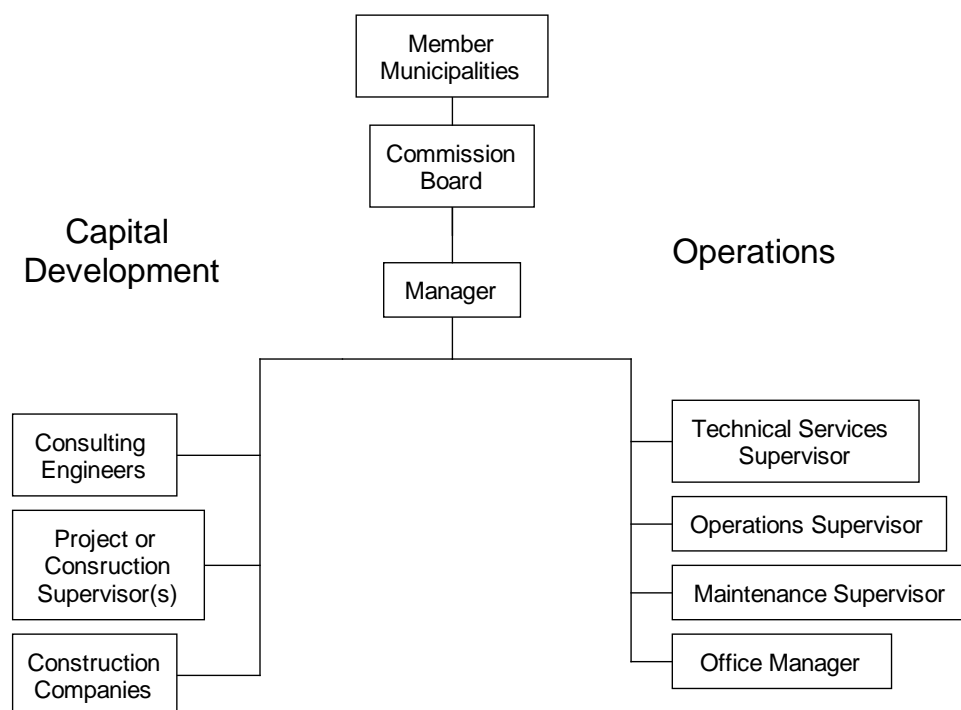 Member
Municipalities
Commission
Board
Capital
Development
Operations
Manager
Consulting
Engineers
Project or
Consruction
Supervisor(s)
Construction
Companies
Technical Services
Supervisor
Operations Supervisor
Maintenance Supervisor
Office Manager